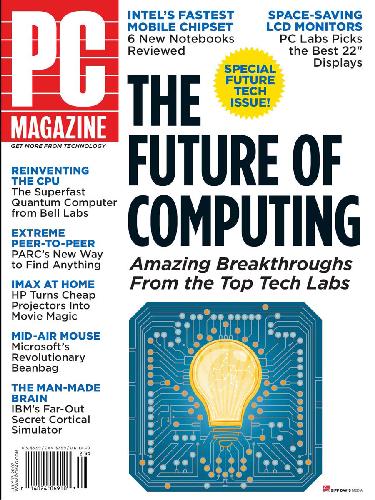 PC
MAGAZINE
GET MORE FROM TECHNOLOGY
INTEL'S FASTEST
MOBILE CHIPSET
6 New Notebooks
Reviewed
SPACE-SAVING
LCD MONITORS
PC Labs Picks
the Best 22"
Displays
SPECIAL
FUTURE
TECH
ISSUE!
THE
FUTURE OF
COMPUTING
Amazing Breakthroughs
From the Top Tech Labs
REINVENTING
THE CPU
The Superfast
Quantum Computer
from Bell Labs
EXTREME
PEER-TO-PEER
PARC's New Way
to Find Anything
IMAX AT HOME
HP Turns Cheap
Projectors Into
Movie Magic
MID-AIR MOUSE
Microsoft's
Revolutionary
Beanbag
THE MAN-MADE
BRAIN
IBM's Far-Out
Secret Cortical
Simulator
ZIFF DAVIS MEDIA